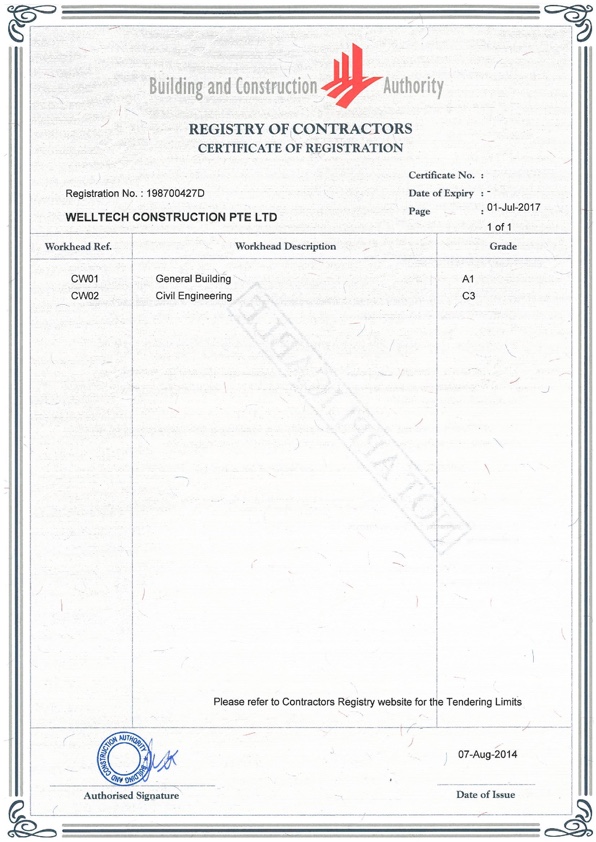 Building and Construction Authority
REGISTRY OF CONTRACTORS
CERTIFICATE OF REGISTRATION
Certificate No. :
Registration No. : 198700427D
Date of Expiry : -
WELLTECH CONSTRUCTION PTE LTD
Page : 01-Jul-2017
1 of 1
Workhead Ref. Workhead Description Grade
CW01 General Building A1
CW02 Civil Engineering C3
NOT APPLICABLE
Please refer to Contractors Registry website for the Tendering Limits
BUILDING AND CONSTRUCTION AUTHORITY
07-Aug-2014
Authorised Signature Date of Issue